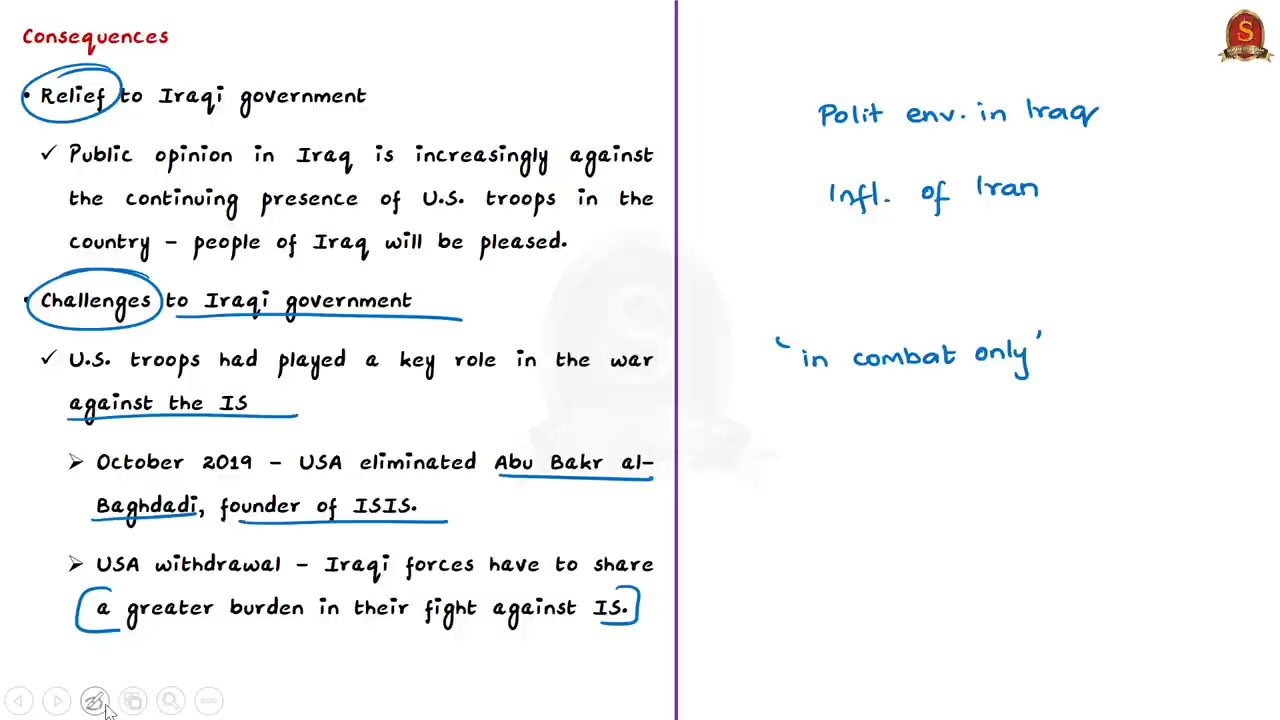 Consequences
• Relief to Iraqi government
✓ Public opinion in Iraq is increasingly against
the continuing presence of U.S. troops in the
country – people of Iraq will be pleased.
• Challenges to Iraqi government
✓ U.S. troops had played a key role in the war
against the IS
➢ October 2019 – USA eliminated Abu Bakr al-
Baghdadi, founder of ISIS.
➢ USA withdrawal – Iraqi forces have to share
a greater burden in their fight against IS.
Polit env. in Iraq
Infl. of Iran
'in combat only'
S